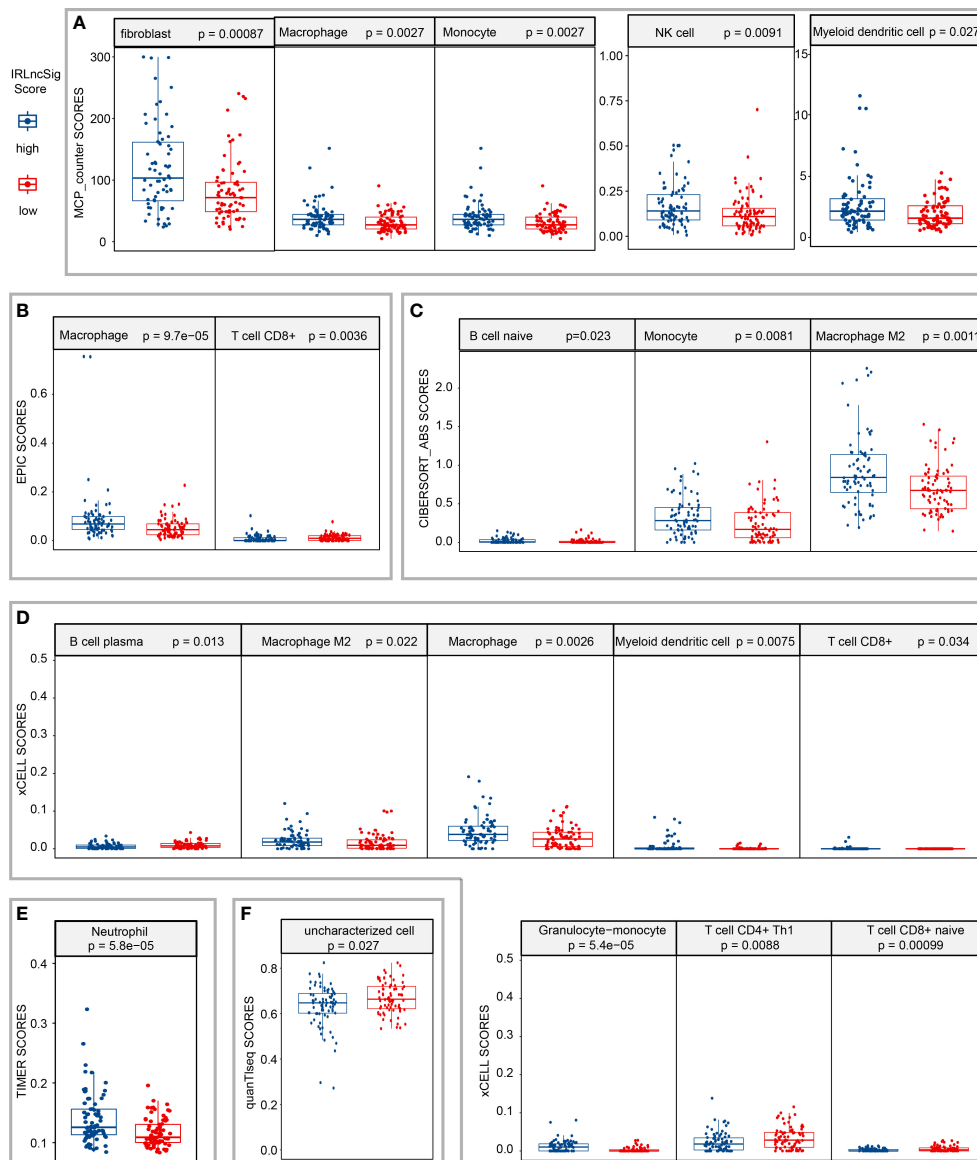 A
IRLncSig
Score
high
low
fibroblast p = 0.00087
Macrophage p = 0.0027
Monocyte p = 0.0027
NK cell p = 0.0091
Myeloid dendritic cell p = 0.027
MCP_counter SCORES
300
200
100
0
1.00
0.75
0.50
0.25
0.00
15
10
5
0
B
Macrophage p = 9.7e−05
T cell CD8+ p = 0.0036
EPIC SCORES
0.6
0.4
0.2
0.0
C
B cell naive p=0.023
Monocyte p = 0.0081
Macrophage M2 p = 0.0011
CIBERSORT_ABS SCORES
2.0
1.5
1.0
0.5
0.0
D
B cell plasma p = 0.013
Macrophage M2 p = 0.022
Macrophage p = 0.0026
Myeloid dendritic cell p = 0.0075
T cell CD8+ p = 0.034
xCELL SCORES
0.5
0.4
0.3
0.2
0.1
0.0
E
Neutrophil
p = 5.8e−05
TIMER SCORES
0.4
0.3
0.2
0.1
F
uncharacterized cell
p = 0.027
quanTIseq SCORES
0.8
0.6
0.4
0.2
0.0
Granulocyte−monocyte
p = 5.4e−05
T cell CD4+ Th1
p = 0.0088
T cell CD8+ naive
p = 0.00099
xCELL SCORES
0.5
0.4
0.3
0.2
0.1
0.0